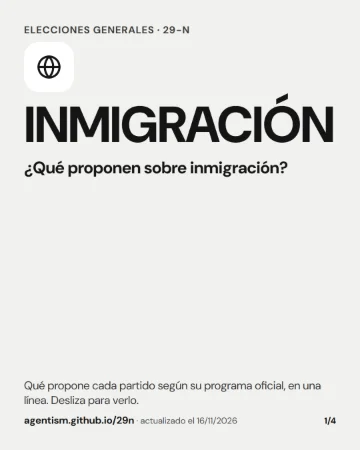 ELECCIONES GENERALES · 29-N
INMIGRACIÓN
¿Qué proponen sobre inmigración?
Qué propone cada partido según su programa oficial, en una
línea. Desliza para verlo.
agentism.github.io/29n · actualizado el 16/11/2026
1/4